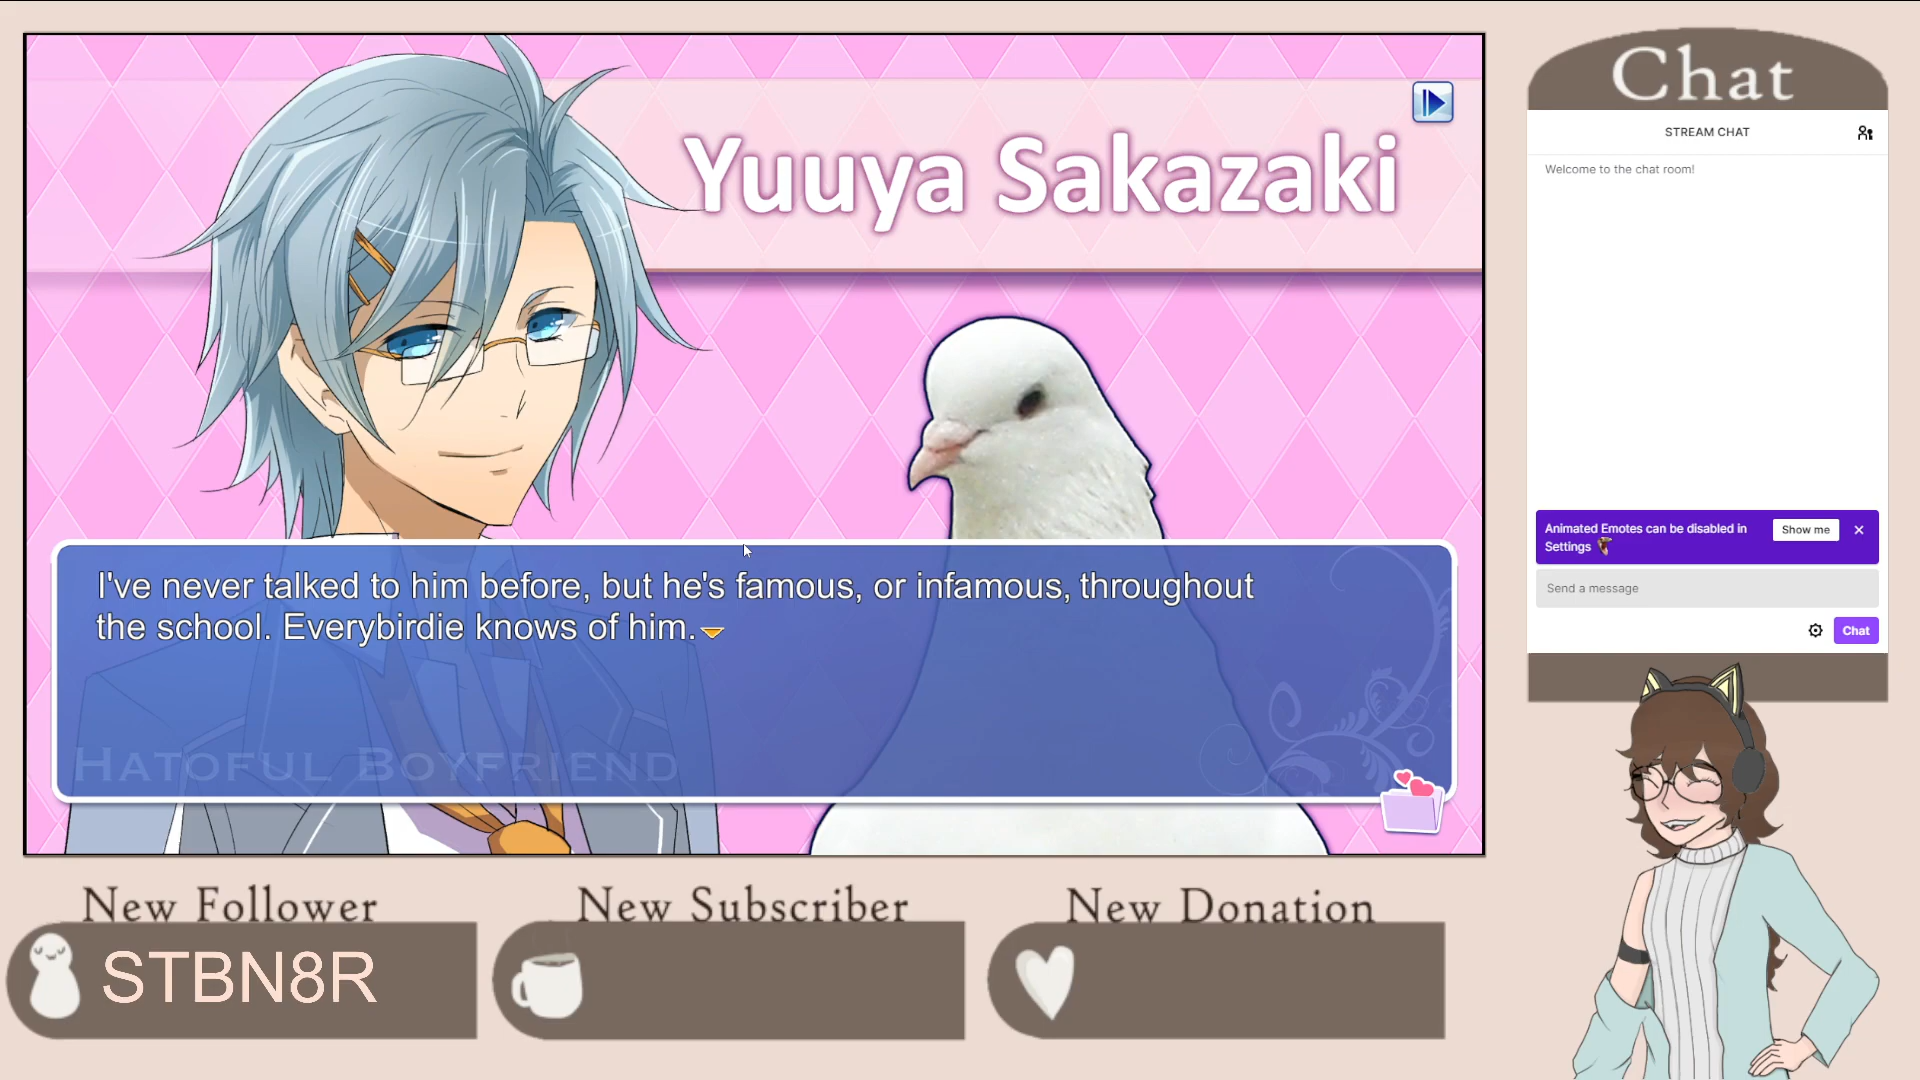 Yuuya Sakazaki
I've never talked to him before, but he's famous, or infamous, throughout
the school. Everybirdie knows of him.
HATOFUL BOYFRIEND
Chat
STREAM CHAT
Welcome to the chat room!
Animated Emotes can be disabled in
Settings
Show me
Send a message
Chat
New Follower
STBN8R
New Subscriber
New Donation